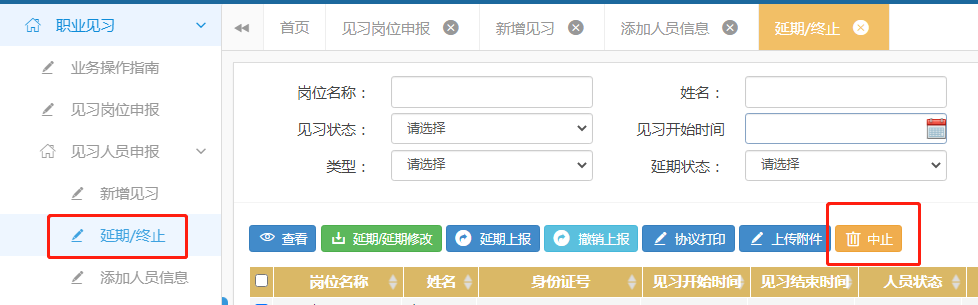 职业见习
业务操作指南
见习岗位申报
见习人员申报
新增见习
延期/终止
添加人员信息
首页 见习岗位申报 新增见习 添加人员信息 延期/终止
岗位名称： 姓名：
见习状态： 请选择 见习开始时间
类型： 请选择 延期状态： 请选择
查看 延期/延期修改 延期上报 撤销上报 协议打印 上传附件 中止
岗位名称 姓名 身份证号 见习开始时间 见习结束时间 人员状态